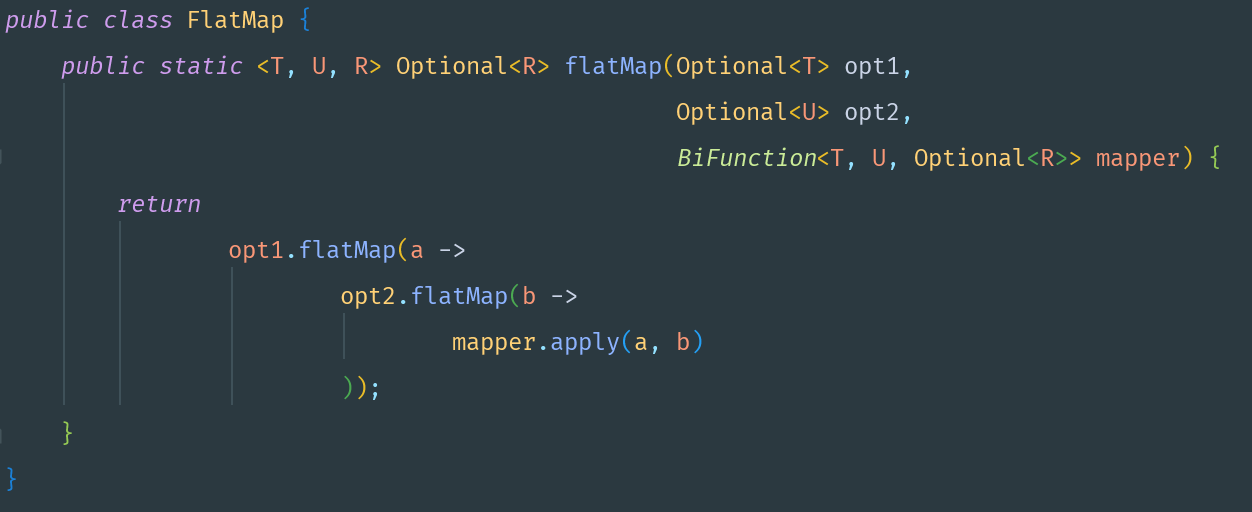 public class FlatMap {
    public static <T, U, R> Optional<R> flatMap(Optional<T> opt1,
                                                Optional<U> opt2,
                                                BiFunction<T, U, Optional<R>> mapper) {
        return
                opt1.flatMap(a ->
                        opt2.flatMap(b ->
                                mapper.apply(a, b)
                        ));
    }
}